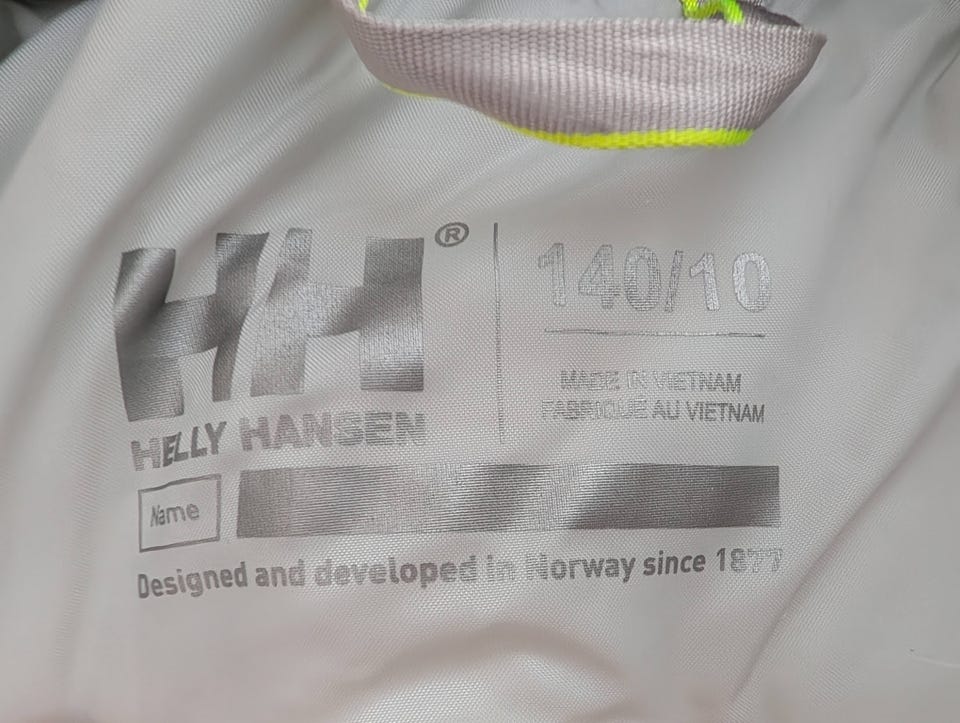 HH®
HELLY HANSEN
140/10
MADE IN VIETNAM
FABRIQUÉ AU VIETNAM
Name
Designed and developed in Norway since 1877